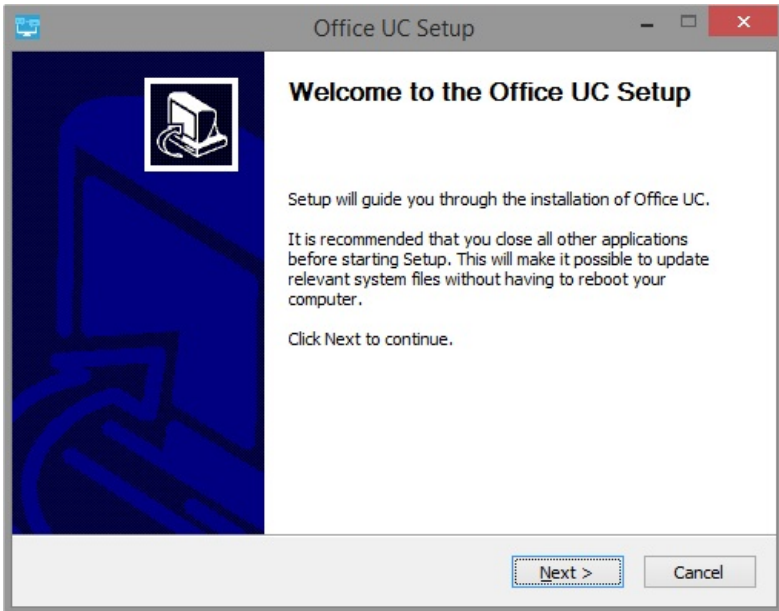 Office UC Setup
Welcome to the Office UC Setup
Setup will guide you through the installation of Office UC.
It is recommended that you close all other applications
before starting Setup. This will make it possible to update
relevant system files without having to reboot your
computer.
Click Next to continue.
Next >
Cancel